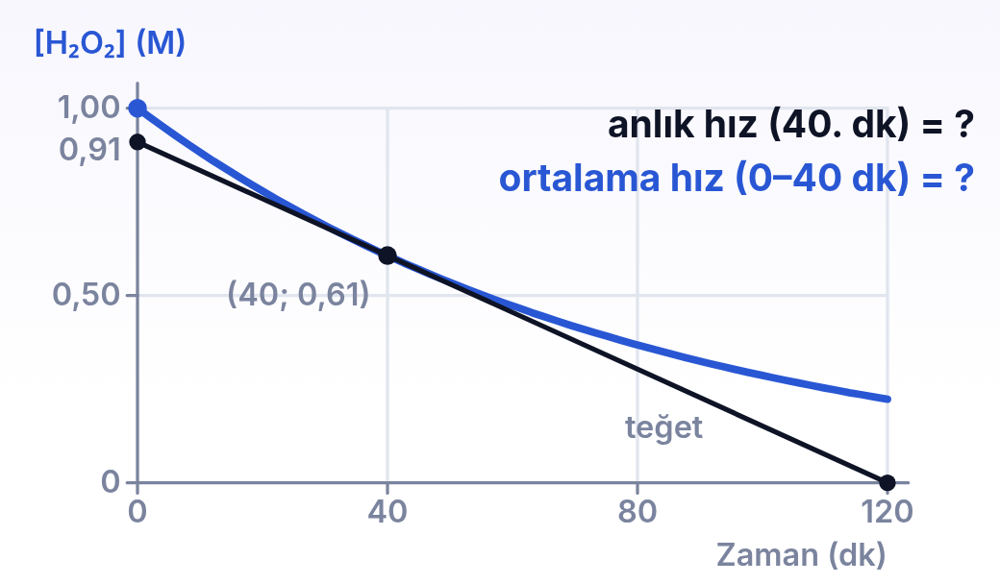 [H₂O₂] (M)
1,00
0,91
anlık hız (40. dk) = ?
ortalama hız (0–40 dk) = ?
0,50
(40; 0,61)
teğet
0
0 40 80 120
Zaman (dk)